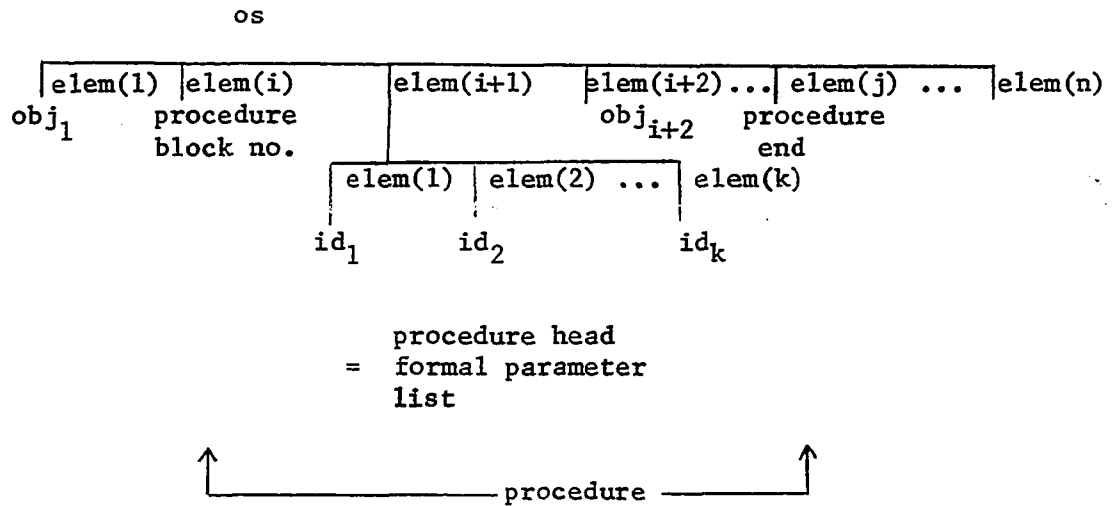 os
elem(1) elem(i) elem(i+1) elem(i+2)... elem(j) ... elem(n)
obj₁ procedure objᵢ₊₂ procedure
block no. end
elem(1) elem(2) ... elem(k)
id₁ id₂ idₖ
procedure head
= formal parameter
list
procedure